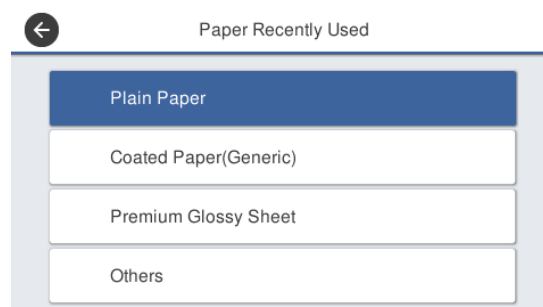 Paper Recently Used
Plain Paper
Coated Paper(Generic)
Premium Glossy Sheet
Others